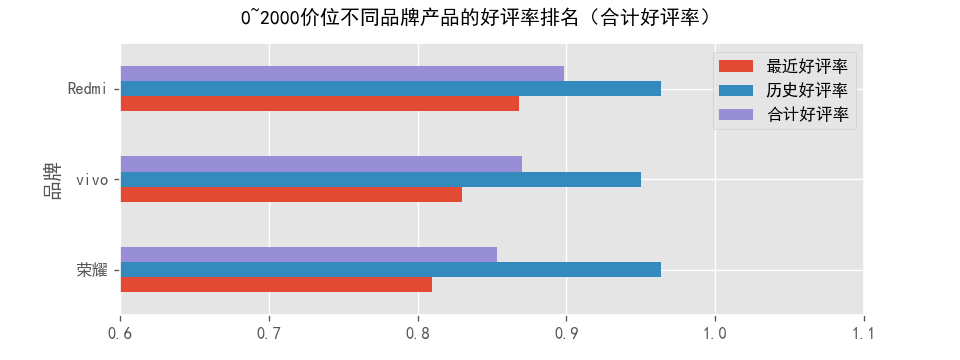 0~2000价位不同品牌产品的好评率排名（合计好评率）
最近好评率
历史好评率
合计好评率
品牌
Redmi
vivo
荣耀
0.6 0.7 0.8 0.9 1.0 1.1